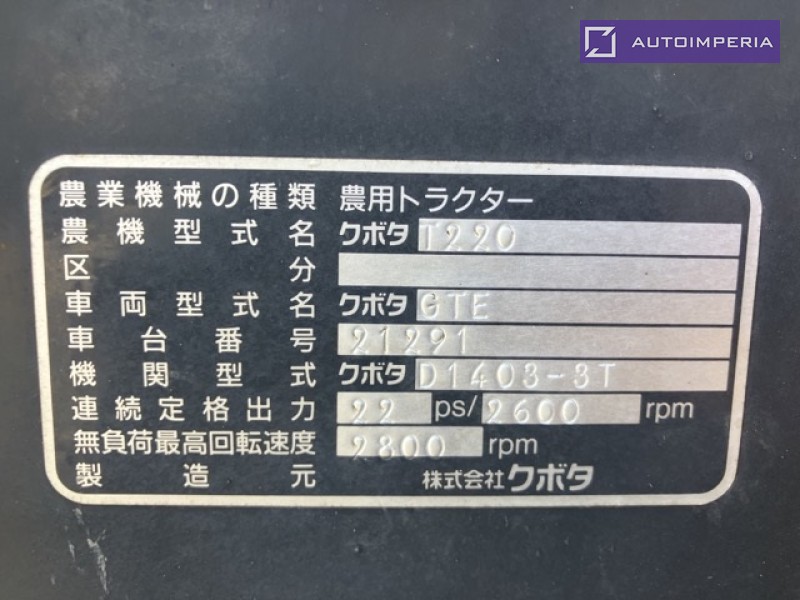 AUTOIMPERIA
農業機械の種類 農用トラクター
農機型式名 クボタ T220
区分
車両型式名 クボタ GTE
車台番号 21291
機関型式 クボタ D1403-3T
連続定格出力 22 ps/ 2600 rpm
無負荷最高回転速度 2800 rpm
製造元 株式会社クボタ